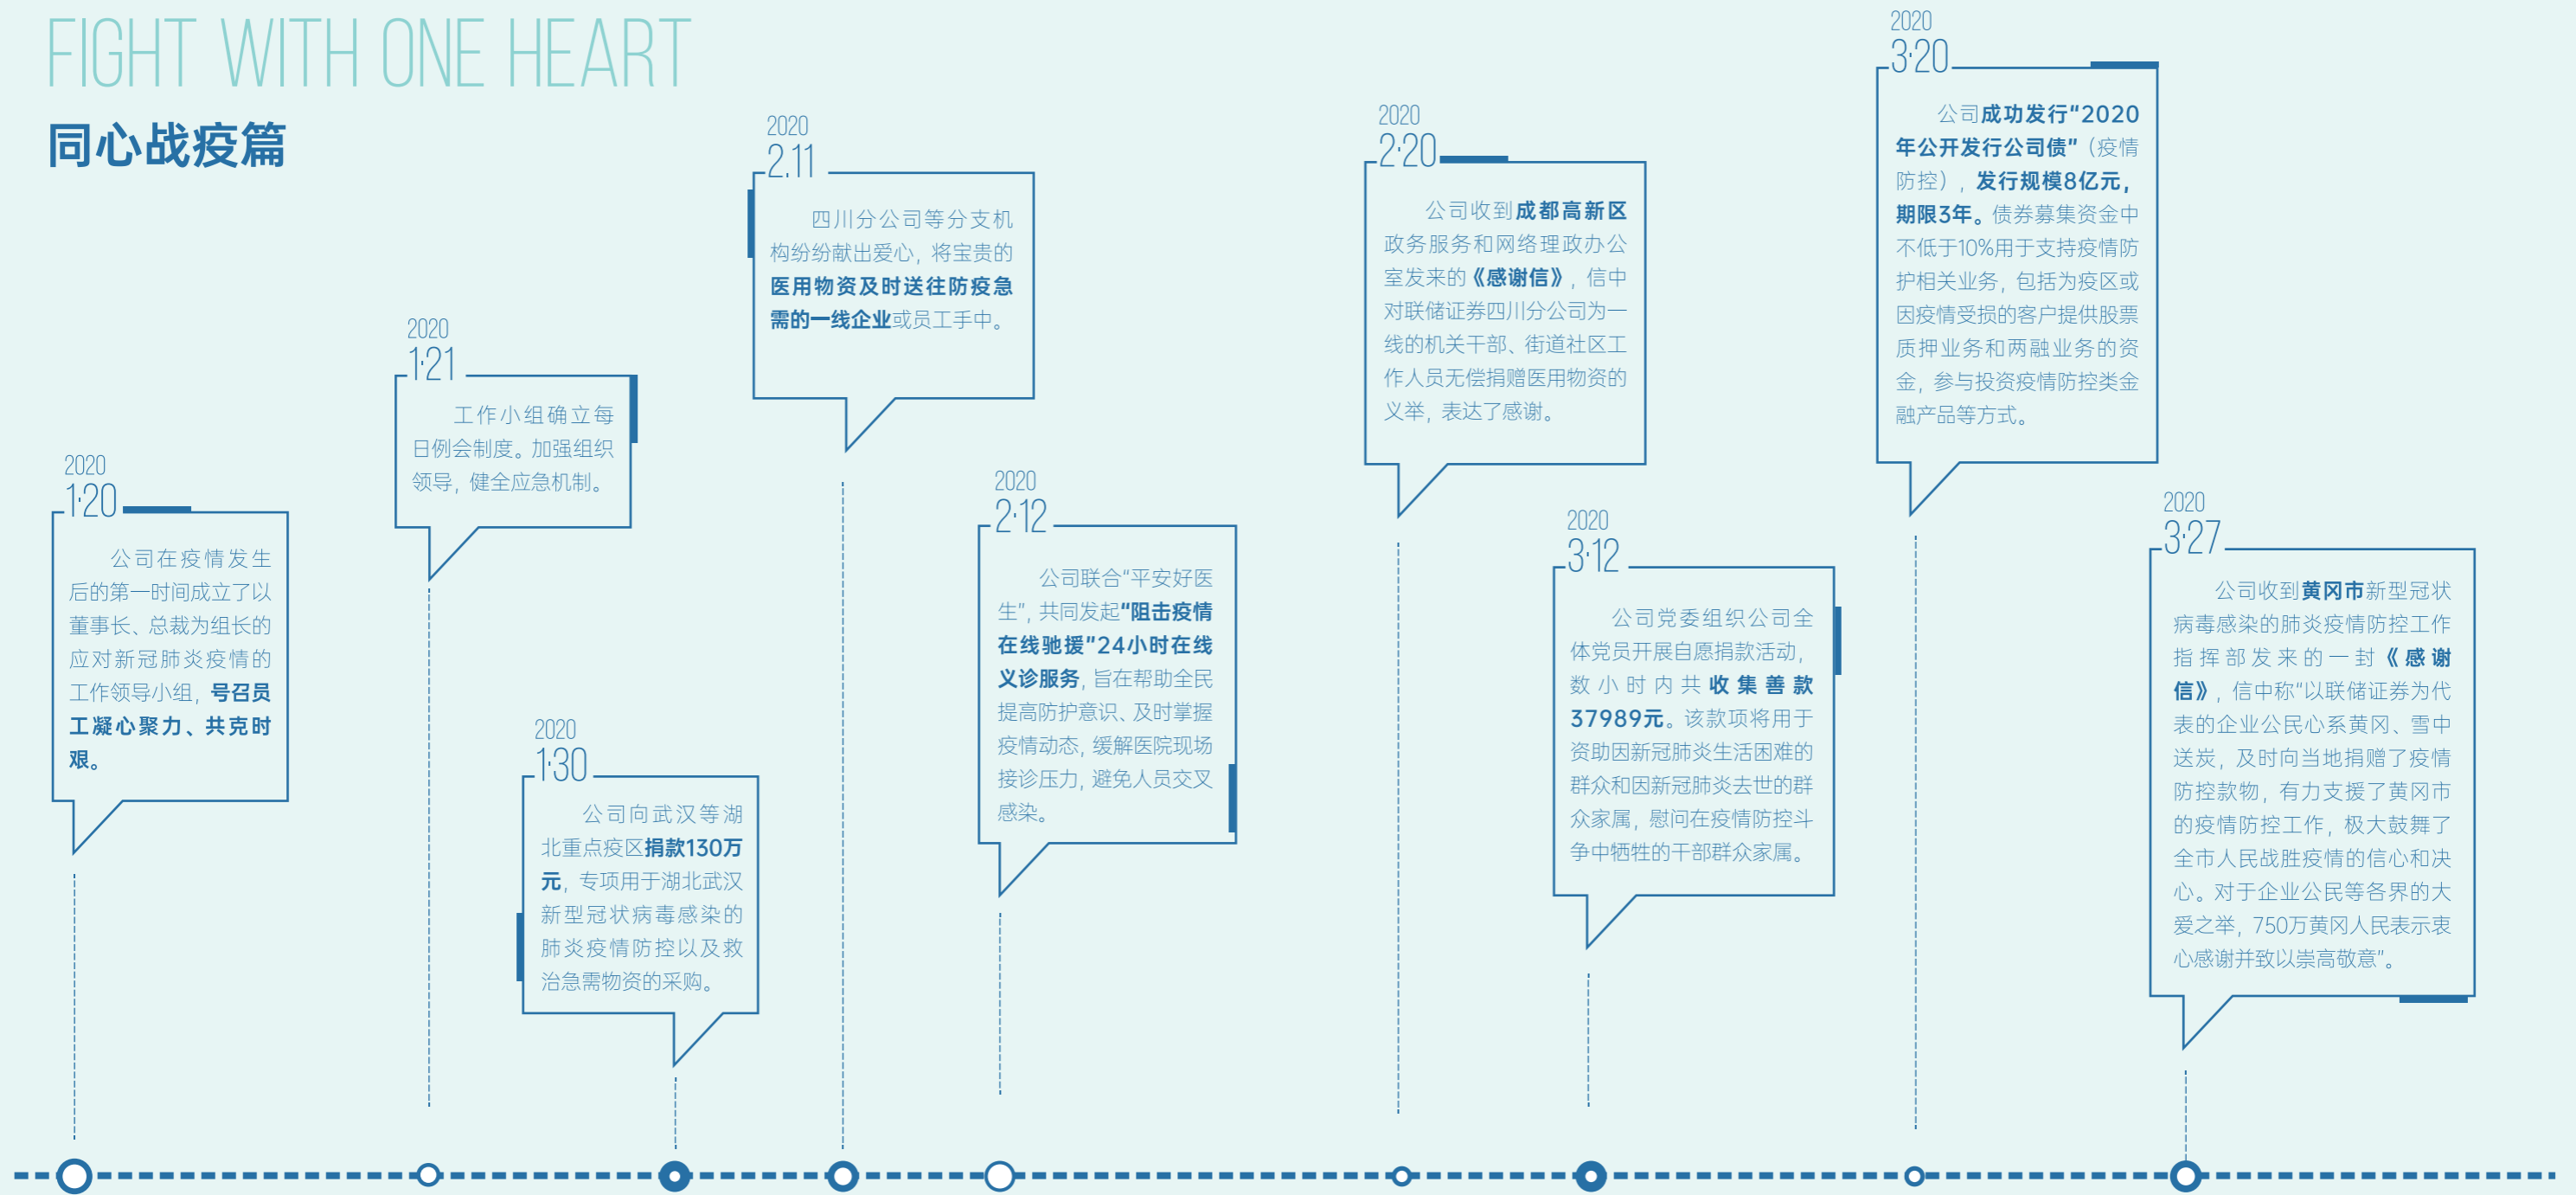 FIGHT WITH ONE HEART
同心战疫篇
2020
1·20
公司在疫情发生
后的第一时间成立了以
董事长、总裁为组长的
应对新冠肺炎疫情的
工作领导小组，号召员
工凝心聚力、共克时
艰。
2020
1·21
工作小组确立每
日例会制度。加强组织
领导，健全应急机制。
2020
1·30
公司向武汉等湖
北重点疫区捐款130万
元，专项用于湖北武汉
新型冠状病毒感染的
肺炎疫情防控以及救
治急需物资的采购。
2020
2.11
四川分公司等分支机
构纷纷献出爱心，将宝贵的
医用物资及时送往防疫急
需的一线企业或员工手中。
2020
2·12
公司联合“平安好医
生”，共同发起“阻击疫情
在线驰援”24小时在线
义诊服务，旨在帮助全民
提高防护意识、及时掌握
疫情动态，缓解医院现场
接诊压力，避免人员交叉
感染。
2020
2·20
公司收到成都高新区
政务服务和网络理政办公
室发来的《感谢信》，信中
对联储证券四川分公司为一
线的机关干部、街道社区工
作人员无偿捐赠医用物资的
义举，表达了感谢。
2020
3·12
公司党委组织公司全
体党员开展自愿捐款活动，
数小时内共收集善款
37989元。该款项将用于
资助因新冠肺炎生活困难的
群众和因新冠肺炎去世的群
众家属，慰问在疫情防控斗
争中牺牲的干部群众家属。
2020
3·20
公司成功发行“2020
年公开发行公司债”（疫情
防控），发行规模8亿元，
期限3年。债券募集资金中
不低于10%用于支持疫情防
护相关业务，包括为疫区或
因疫情受损的客户提供股票
质押业务和两融业务的资
金，参与投资疫情防控类金
融产品等方式。
2020
3·27
公司收到黄冈市新型冠状
病毒感染的肺炎疫情防控工作
指挥部发来的一封《感谢
信》，信中称“以联储证券为代
表的企业公民心系黄冈、雪中
送炭，及时向当地捐赠了疫情
防控款物，有力支援了黄冈市
的疫情防控工作，极大鼓舞了
全市人民战胜疫情的信心和决
心。对于企业公民等各界的大
爱之举，750万黄冈人民表示衷
心感谢并致以崇高敬意”。